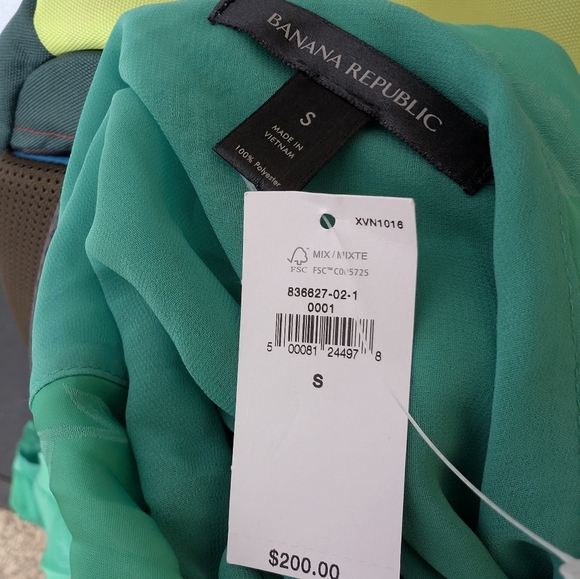 BANANA REPUBLIC
S
MADE IN
VIETNAM
100% Polyester
XVN1016
MIX / MIXTE
FSC FSC™
836627-02-1
0001
5 00081 24497 8
S
$200.00